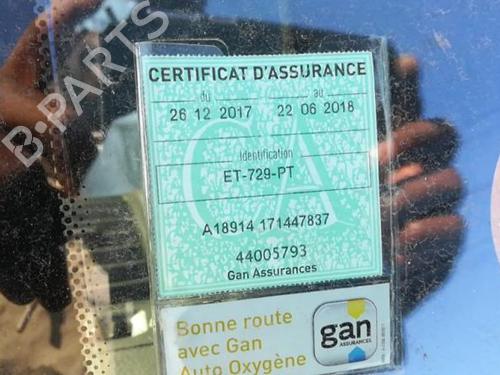 B-PARTS
CERTIFICAT D'ASSURANCE
du au
26 12 2017 22 06 2018
Identification
ET-729-PT
A18914 171447837
44005793
Gan Assurances
Bonne route
avec Gan
Auto Oxygène
gan
ASSURANCES